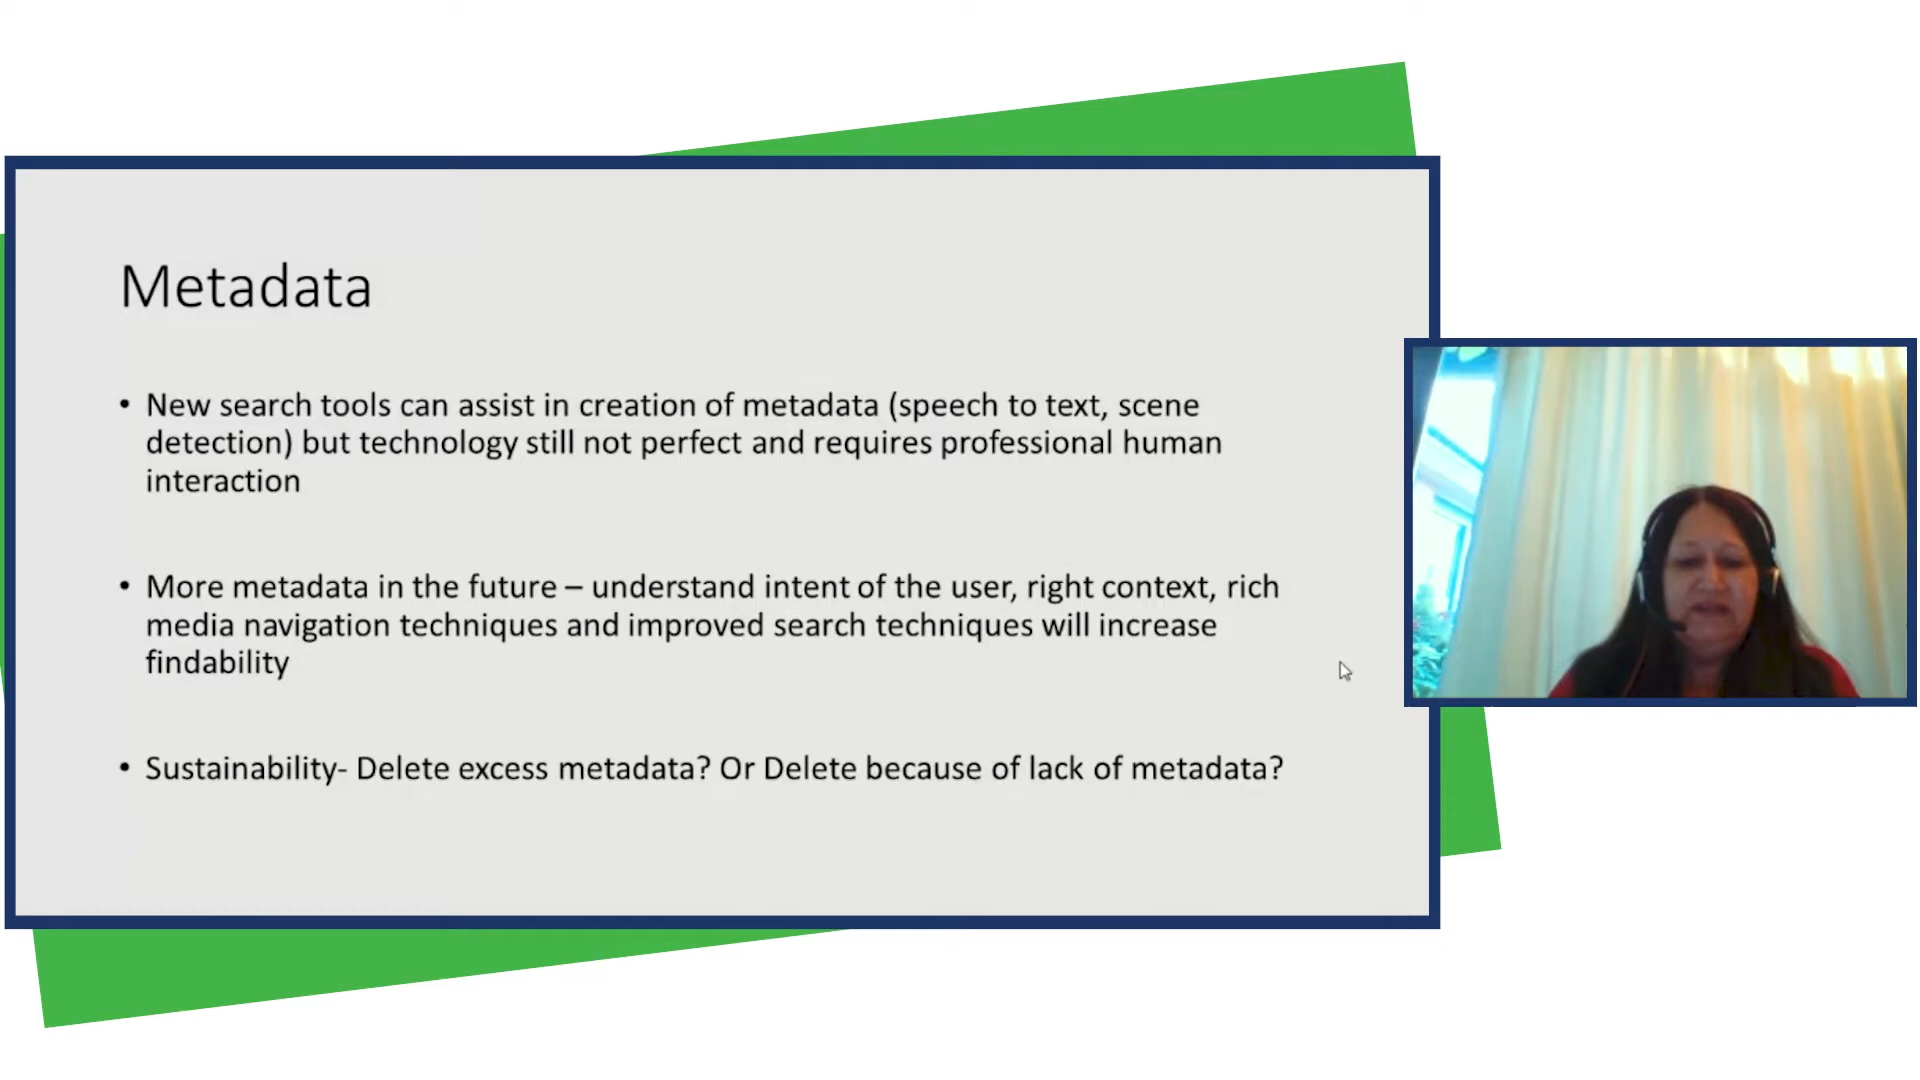 Metadata
• New search tools can assist in creation of metadata (speech to text, scene
detection) but technology still not perfect and requires professional human
interaction
• More metadata in the future – understand intent of the user, right context, rich
media navigation techniques and improved search techniques will increase
findability
• Sustainability- Delete excess metadata? Or Delete because of lack of metadata?